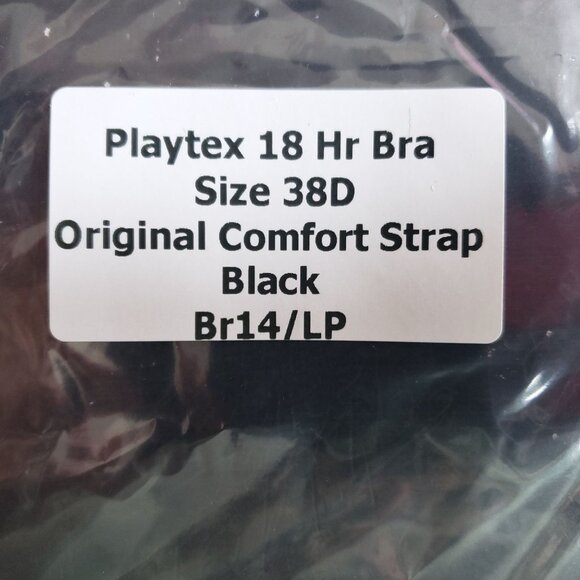 Playtex 18 Hr Bra
Size 38D
Original Comfort Strap
Black
Br14/LP